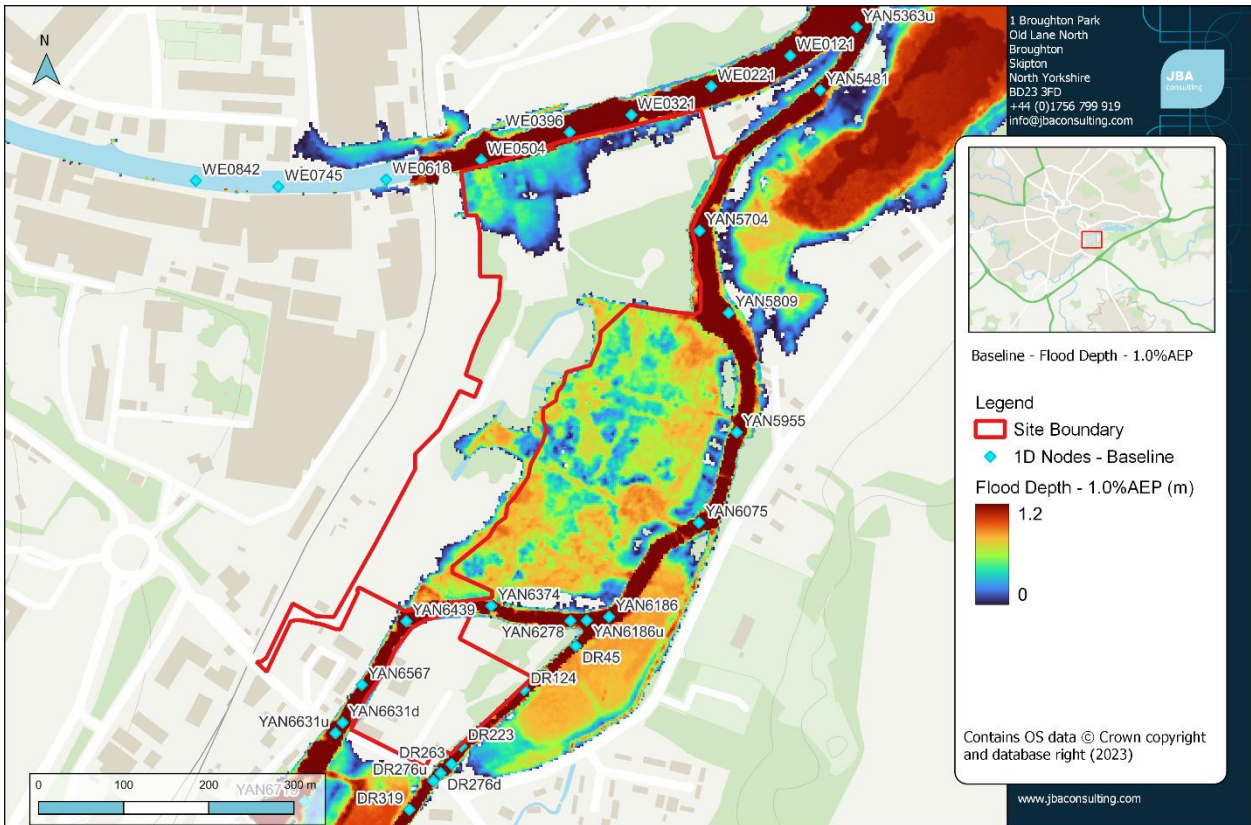 N
WE0842
WE0745
WE0618
WE0504
WE0396
WE0321
WE0221
WE0121
YAN5363u
YAN5481
YAN5704
YAN5809
YAN5955
YAN6075
YAN6186
YAN6186u
YAN6278
YAN6374
YAN6439
YAN6567
YAN6631u
YAN6631d
DR45
DR124
DR223
DR263
DR276u
DR276d
DR319
0 100 200 300 m
1 Broughton Park
Old Lane North
Broughton
Skipton
North Yorkshire
BD23 3FD
+44 (0)1756 799 919
info@jbaconsulting.com
JBA
consulting
Baseline - Flood Depth - 1.0%AEP
Legend
Site Boundary
1D Nodes - Baseline
Flood Depth - 1.0%AEP (m)
1.2
0
Contains OS data © Crown copyright
and database right (2023)
www.jbaconsulting.com